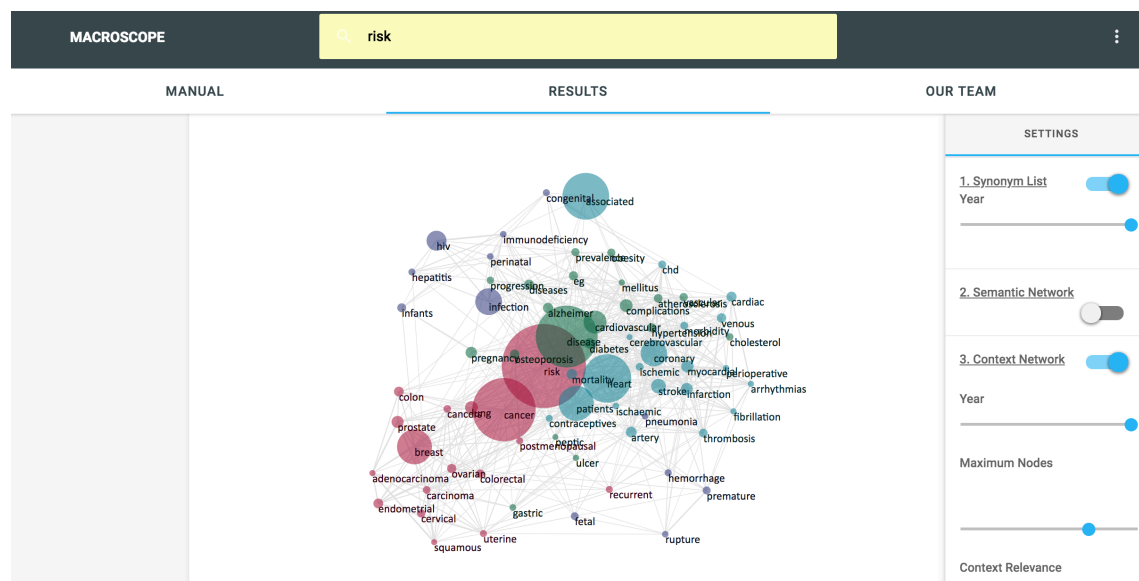 MACROSCOPE
risk
MANUAL
RESULTS
OUR TEAM
SETTINGS
1. Synonym List
Year
2. Semantic Network
3. Context Network
Year
Maximum Nodes
Context Relevance
congenital
associated
hiv
immunodeficiency
perinatal
prevalence
obesity
hepatitis
chd
progression
eg
diseases
mellitus
infection
infants
alzheimer
complications
atherosclerosis
vascular
cardiac
cardiovascular
hypertension
morbidity
venous
disease
diabetes
cerebrovascular
cholesterol
pregnancy
osteoporosis
coronary
risk
mortality
heart
ischemic
myocardial
perioperative
stroke
infarction
arrhythmias
colon
cancers
lung
cancer
patients
ischaemic
contraceptives
pneumonia
fibrillation
prostate
breast
postmenopausal
peptic
artery
thrombosis
ulcer
adenocarcinoma
ovarian
colorectal
hemorrhage
carcinoma
recurrent
premature
endometrial
cervical
gastric
fetal
squamous
uterine
rupture